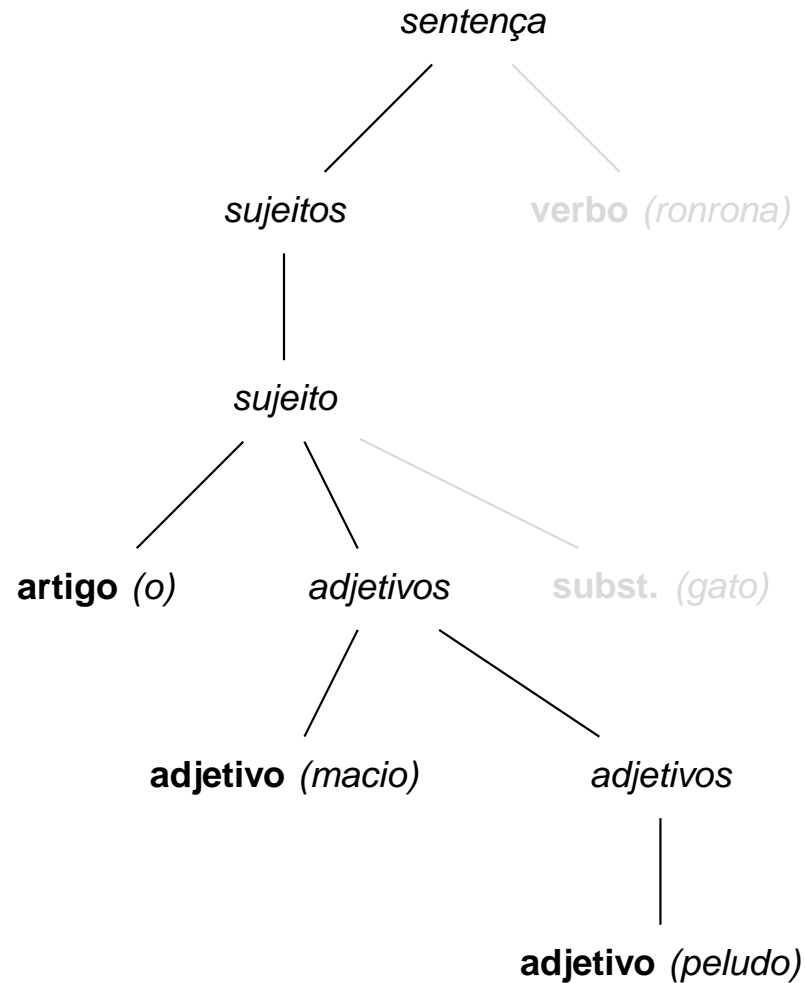 sentença
sujeitos verbo (ronrona)
sujeito
artigo (o) adjetivos subst. (gato)
adjetivo (macio) adjetivos
adjetivo (peludo)